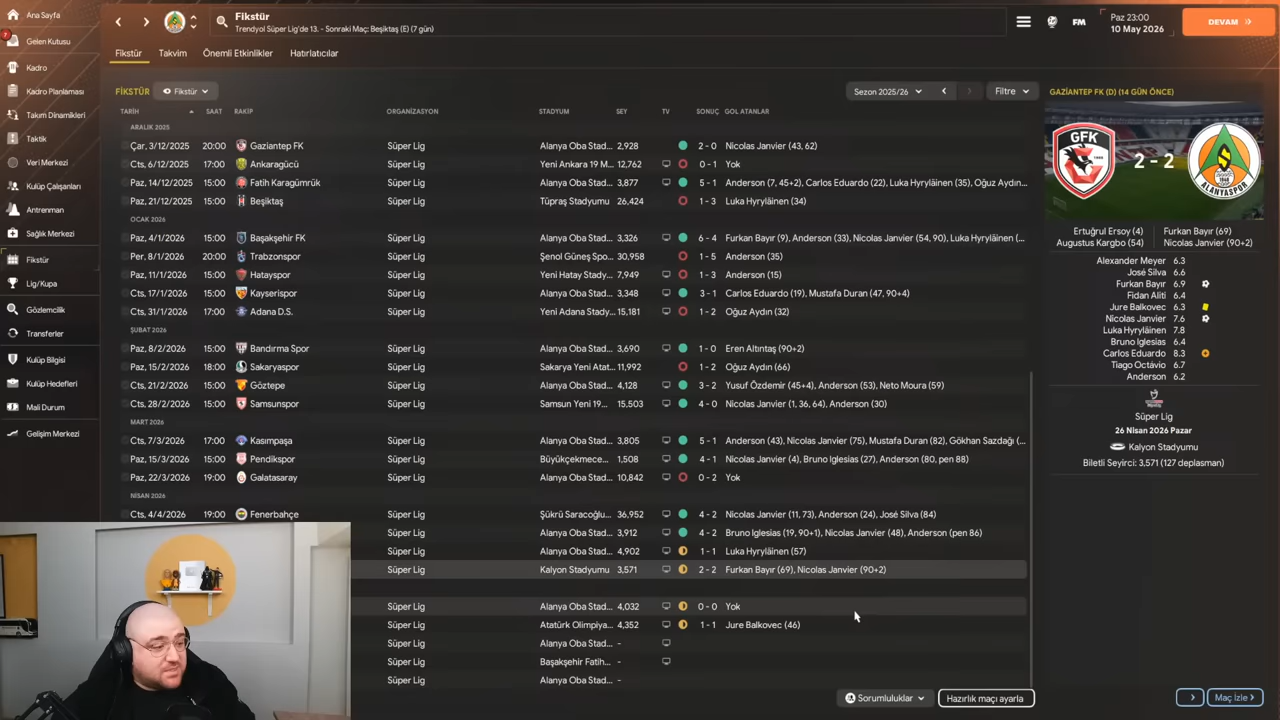 Ana Sayfa
7
Gelen Kutusu
Kadro
Kadro Planlaması
Takım Dinamikleri
Taktik
Veri Merkezi
Kulüp Çalışanları
Antrenman
Sağlık Merkezi
Fikstür
Lig/Kupa
Gözlemcilik
Transferler
Kulüp Bilgisi
Kulüp Hedefleri
Mali Durum
Gelişim Merkezi
Fikstür
Trendyol Süper Lig'de 13. - Sonraki Maç: Beşiktaş (E) (7 gün)
FM
Paz 23:00
10 May 2026
DEVAM
Fikstür Takvim Önemli Etkinlikler Hatırlatıcılar
FİKSTÜR Fikstür
Sezon 2025/26
Filtre
TARİH SAAT RAKİP ORGANİZASYON STADYUM SEY TV SONUÇ GOL ATANLAR
ARALIK 2025
Çar, 3/12/2025 20:00 Gaziantep FK Süper Lig Alanya Oba Stad... 2,928 2 - 0 Nicolas Janvier (43, 62)
Cts, 6/12/2025 17:00 Ankaragücü Süper Lig Yeni Ankara 19 M... 12,762 0 - 1 Yok
Paz, 14/12/2025 15:00 Fatih Karagümrük Süper Lig Alanya Oba Stad... 3,877 5 - 1 Anderson (7, 45+2), Carlos Eduardo (22), Luka Hyryläinen (35), Oğuz Aydın...
Paz, 21/12/2025 15:00 Beşiktaş Süper Lig Tüpraş Stadyumu 26,424 1 - 3 Luka Hyryläinen (34)
OCAK 2026
Paz, 4/1/2026 15:00 Başakşehir FK Süper Lig Alanya Oba Stad... 3,326 6 - 4 Furkan Bayır (9), Anderson (33), Nicolas Janvier (54, 90), Luka Hyryläinen (...
Per, 8/1/2026 20:00 Trabzonspor Süper Lig Şenol Güneş Spo... 30,958 1 - 5 Anderson (35)
Paz, 11/1/2026 15:00 Hatayspor Süper Lig Yeni Hatay Stady... 7,949 1 - 3 Anderson (15)
Cts, 17/1/2026 15:00 Kayserispor Süper Lig Alanya Oba Stad... 3,348 3 - 1 Carlos Eduardo (19), Mustafa Duran (47, 90+4)
Cts, 31/1/2026 15:00 Adana D.S. Süper Lig Yeni Adana Stady... 15,181 1 - 2 Oğuz Aydın (32)
ŞUBAT 2026
Paz, 8/2/2026 15:00 Bandırma Spor Süper Lig Alanya Oba Stad... 3,690 1 - 0 Eren Altıntaş (90+2)
Paz, 15/2/2026 18:00 Sakaryaspor Süper Lig Sakarya Yeni Atat... 11,992 1 - 2 Oğuz Aydın (66)
Cts, 21/2/2026 15:00 Göztepe Süper Lig Alanya Oba Stad... 4,128 3 - 2 Yusuf Özdemir (45+4), Anderson (53), Neto Moura (59)
Cts, 28/2/2026 15:00 Samsunspor Süper Lig Samsun Yeni 19... 15,503 4 - 0 Nicolas Janvier (1, 36, 64), Anderson (30)
MART 2026
Cts, 7/3/2026 17:00 Kasımpaşa Süper Lig Alanya Oba Stad... 3,805 5 - 1 Anderson (43), Nicolas Janvier (75), Mustafa Duran (82), Gökhan Sazdağı (...
Paz, 15/3/2026 15:00 Pendikspor Süper Lig Büyükçekmece... 1,508 4 - 1 Nicolas Janvier (4), Bruno Iglesias (27), Anderson (80, pen 88)
Paz, 22/3/2026 19:00 Galatasaray Süper Lig Alanya Oba Stad... 10,842 0 - 2 Yok
NİSAN 2026
Cts, 4/4/2026 19:00 Fenerbahçe Süper Lig Şükrü Saracoğlu... 36,952 4 - 2 Nicolas Janvier (11, 73), Anderson (24), José Silva (84)
Süper Lig Alanya Oba Stad... 3,912 4 - 2 Bruno Iglesias (19, 90+1), Nicolas Janvier (48), Anderson (pen 86)
Süper Lig Alanya Oba Stad... 4,902 1 - 1 Luka Hyryläinen (57)
Süper Lig Kalyon Stadyumu 3,571 2 - 2 Furkan Bayır (69), Nicolas Janvier (90+2)
Süper Lig Alanya Oba Stad... 4,032 0 - 0 Yok
Süper Lig Atatürk Olimpiya... 4,352 1 - 1 Jure Balkovec (46)
Süper Lig Alanya Oba Stad... -
Süper Lig Başakşehir Fatih... -
Süper Lig Alanya Oba Stad... -
Sorumluluklar
Hazırlık maçı ayarla
GAZİANTEP FK (D) (14 GÜN ÖNCE)
GFK
2 - 2
ALANYASPOR
Ertuğrul Ersoy (4) Furkan Bayır (69)
Augustus Kargbo (54) Nicolas Janvier (90+2)
Alexander Meyer 6.3
José Silva 6.6
Furkan Bayır 6.9
Fidan Aliti 6.4
Jure Balkovec 6.3
Nicolas Janvier 7.6
Luka Hyryläinen 7.8
Bruno Iglesias 6.4
Carlos Eduardo 8.3
Tiago Octávio 6.7
Anderson 6.2
Süper Lig
26 Nisan 2026 Pazar
Kalyon Stadyumu
Biletli Seyirci: 3,571 (127 deplasman)
Maç İzle